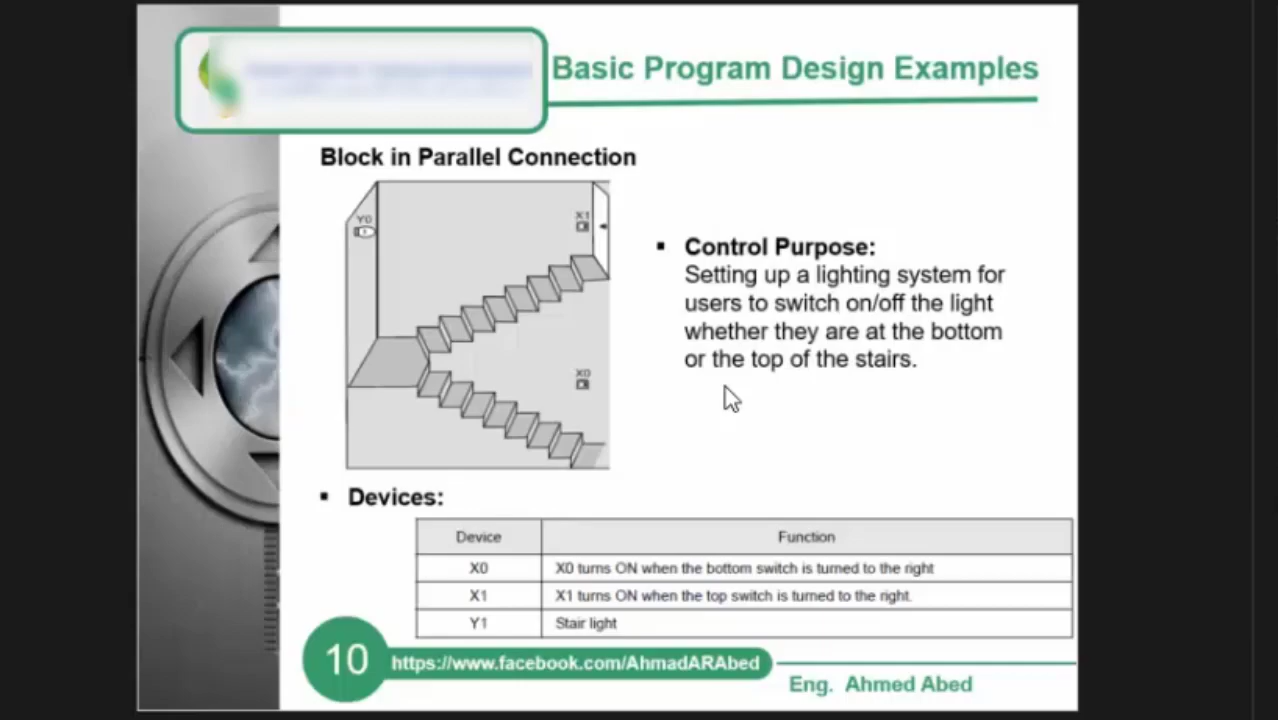 Basic Program Design Examples
Block in Parallel Connection
Y0
X1
X0
▪ Control Purpose:
Setting up a lighting system for
users to switch on/off the light
whether they are at the bottom
or the top of the stairs.
▪ Devices:
Device Function
X0 X0 turns ON when the bottom switch is turned to the right
X1 X1 turns ON when the top switch is turned to the right.
Y1 Stair light
10 https://www.facebook.com/AhmadARAbed
Eng. Ahmed Abed